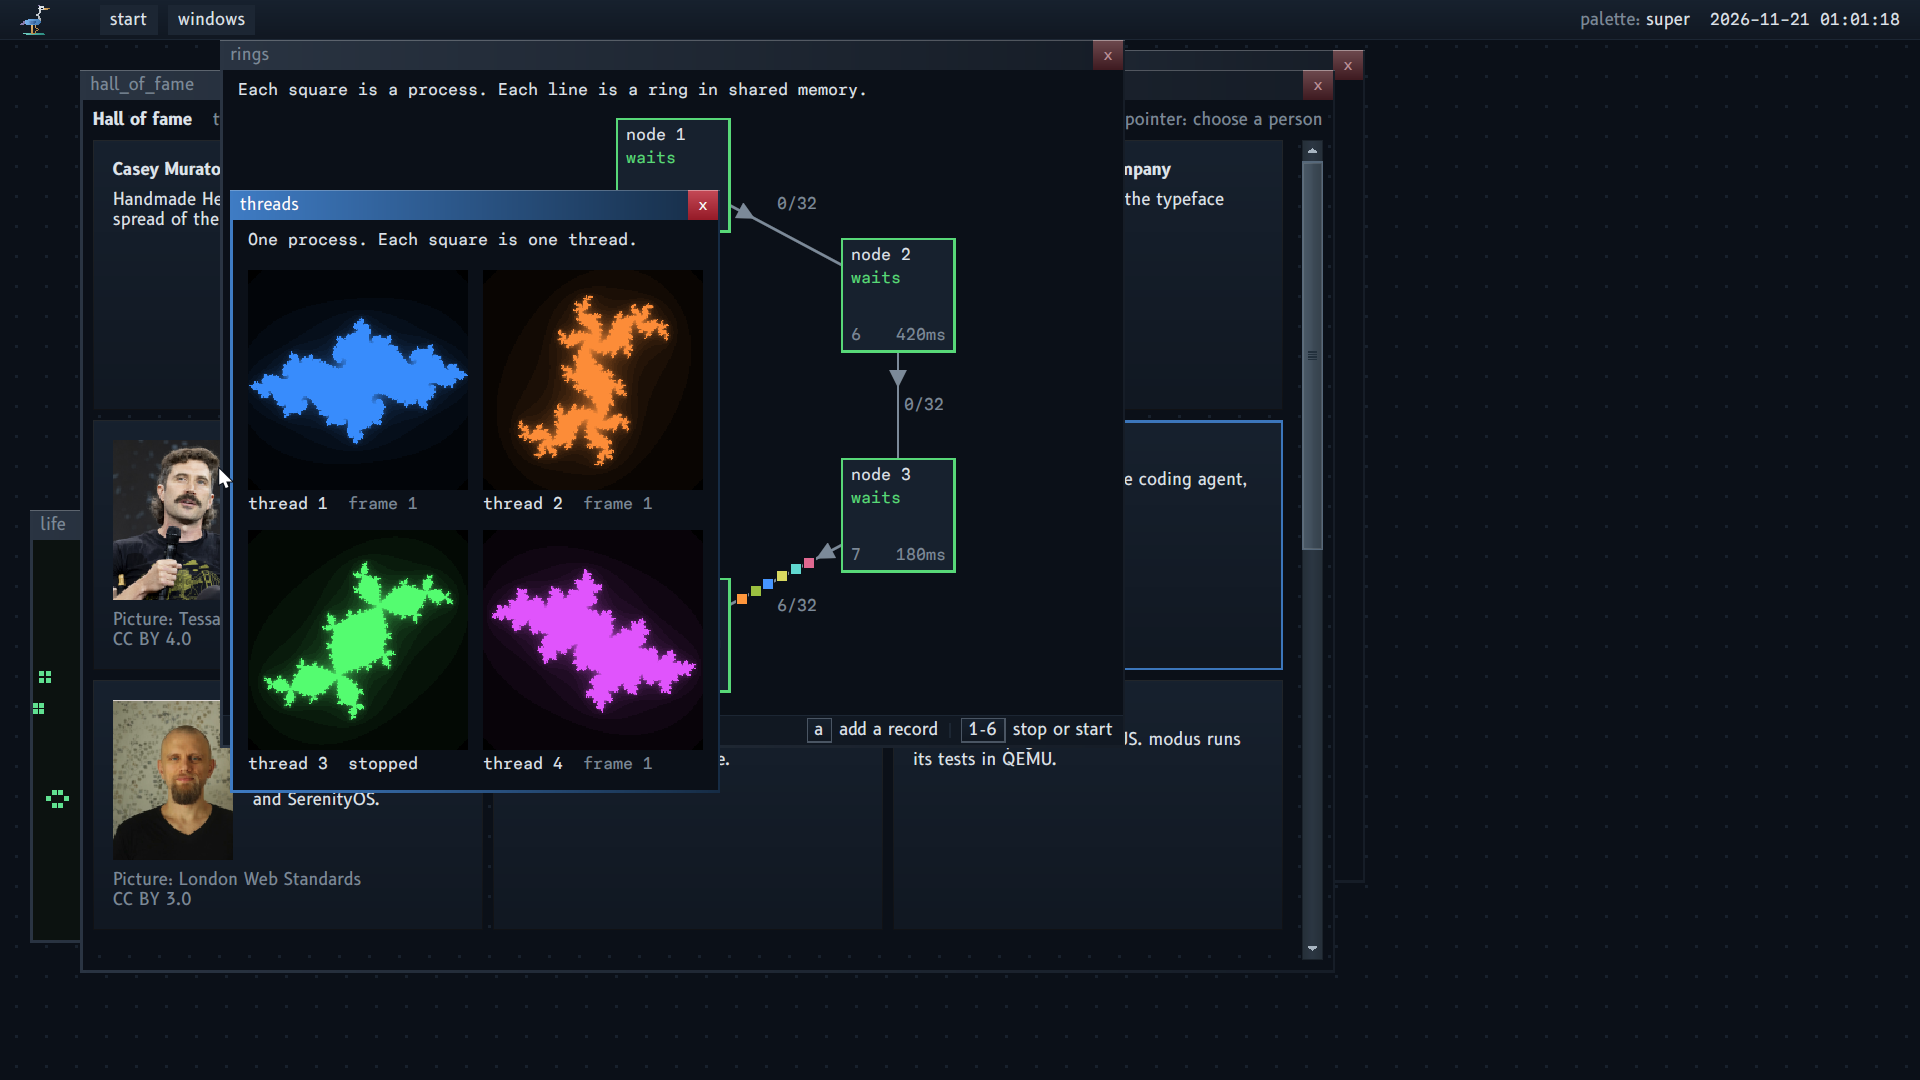 start windows palette: super 2026-11-21 01:01:18
rings x
x
hall_of_fame x
Each square is a process. Each line is a ring in shared memory.
Hall of fame
pointer: choose a person
node 1
waits
0/32
Casey
Handmade
spread of the
the typeface
threads x
One process. Each square is one thread.
thread 1 frame 1
thread 2 frame 1
thread 3 stopped
thread 4 frame 1
node 2
waits
6 420ms
0/32
node 3
waits
7 180ms
6/32
a add a record 1-6 stop or start
e coding agent,
Picture: Tessa
CC BY 4.0
life
JS. modus runs
its tests in QEMU.
and SerenityOS.
Picture: London Web Standards
CC BY 3.0